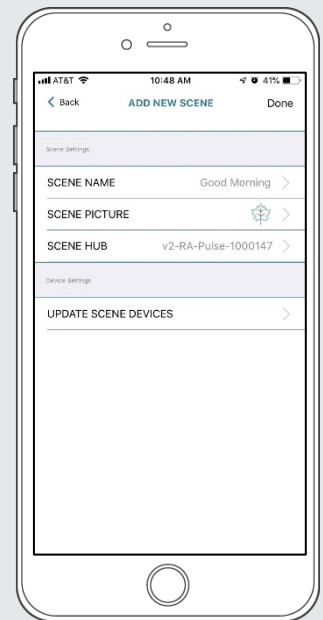 AT&T 10:48 AM 41%
Back ADD NEW SCENE Done
Scene Settings
SCENE NAME Good Morning
SCENE PICTURE
SCENE HUB v2-RA-Pulse-1000147
Device Settings
UPDATE SCENE DEVICES